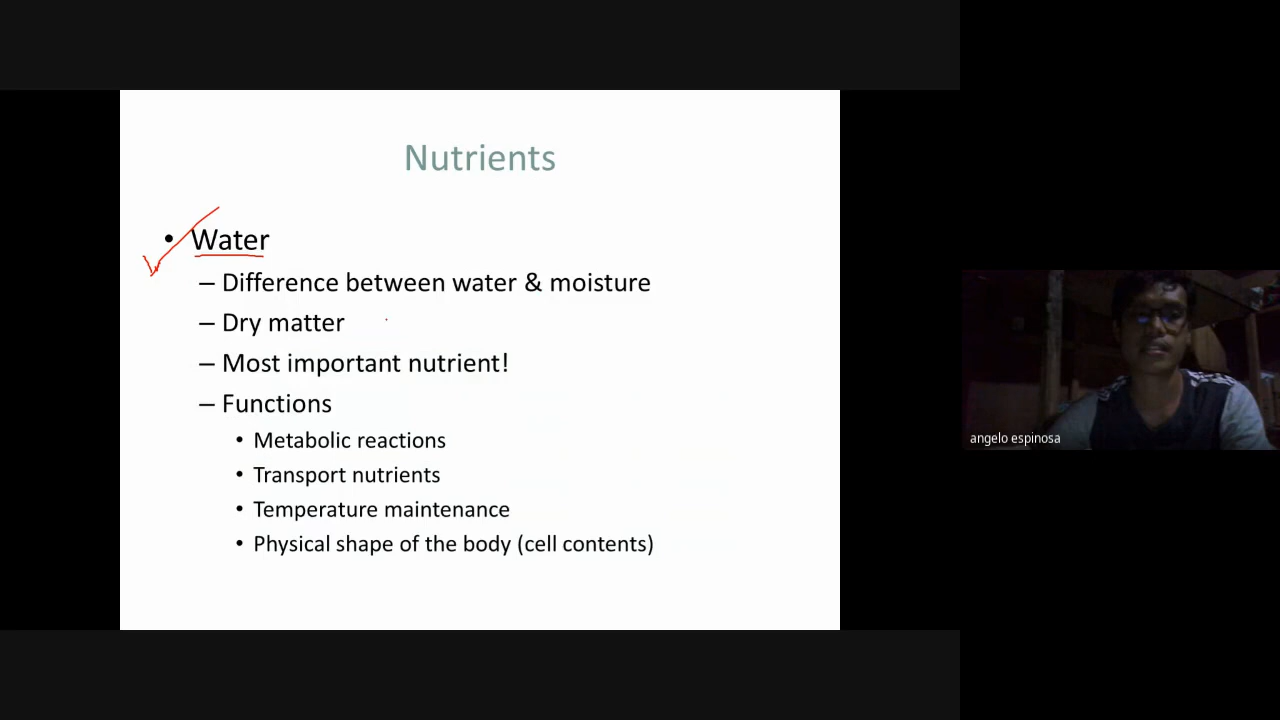 Nutrients
• Water
– Difference between water & moisture
– Dry matter
– Most important nutrient!
– Functions
• Metabolic reactions
• Transport nutrients
• Temperature maintenance
• Physical shape of the body (cell contents)
angelo espinosa